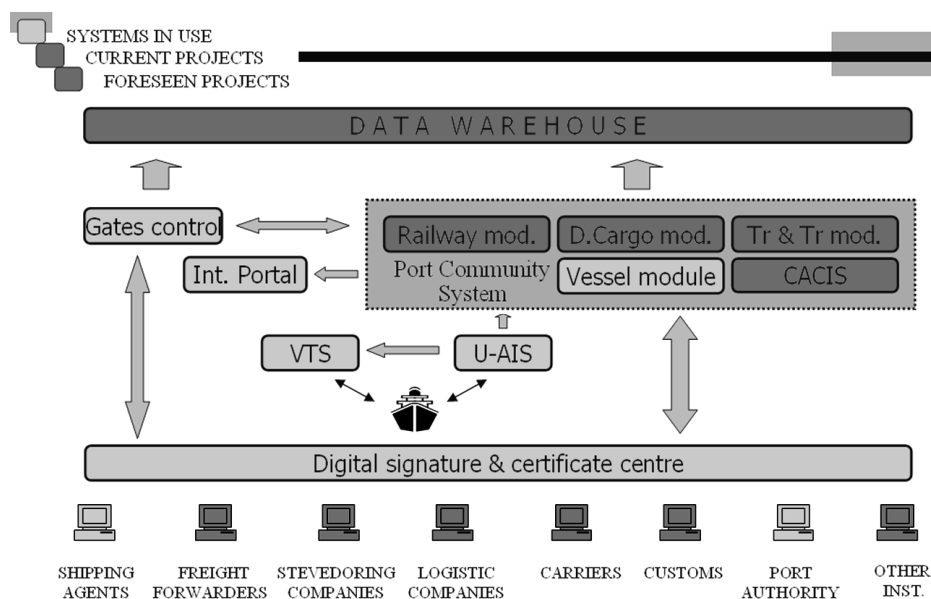 SYSTEMS IN USE
CURRENT PROJECTS
FORESEEN PROJECTS
DATA WAREHOUSE
Gates control
Railway mod.
D.Cargo mod.
Tr & Tr mod.
Int. Portal
Port Community
System
Vessel module
CACIS
VTS
U-AIS
Digital signature & certificate centre
SHIPPING
AGENTS
FREIGHT
FORWARDERS
STEVEDORING
COMPANIES
LOGISTIC
COMPANIES
CARRIERS
CUSTOMS
PORT
AUTHORITY
OTHER
INST.